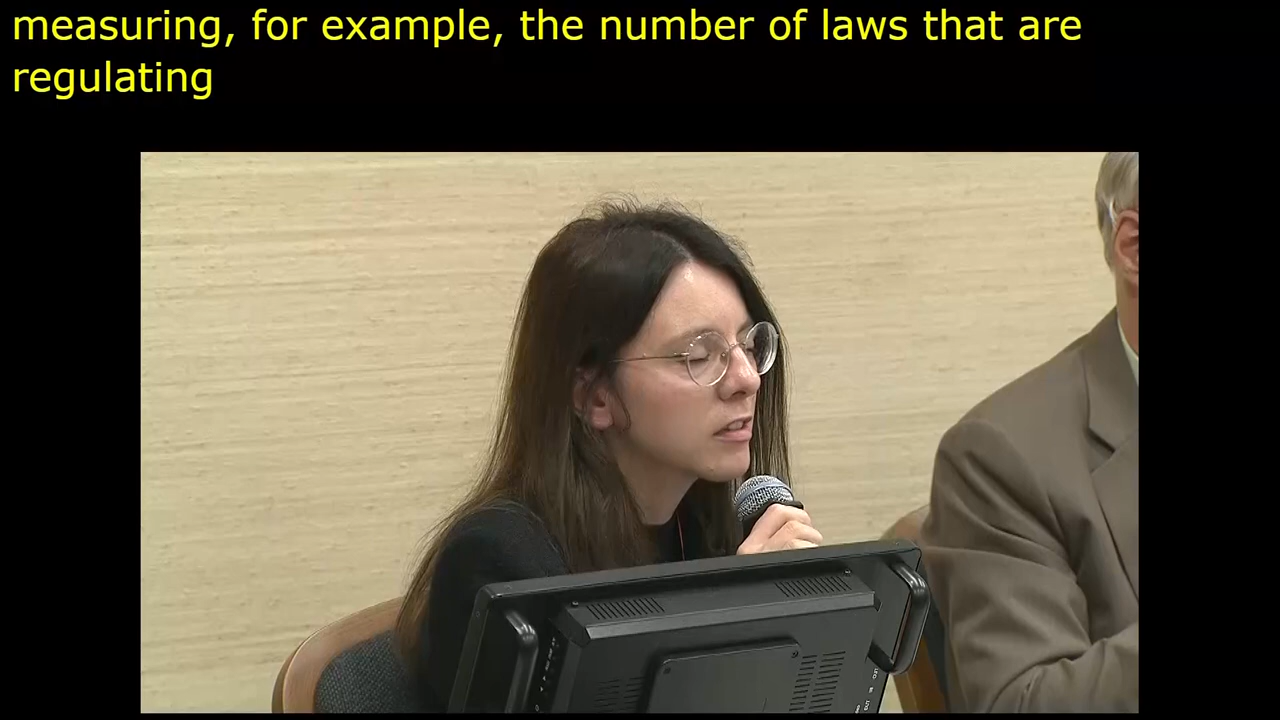 measuring, for example, the number of laws that are
regulating